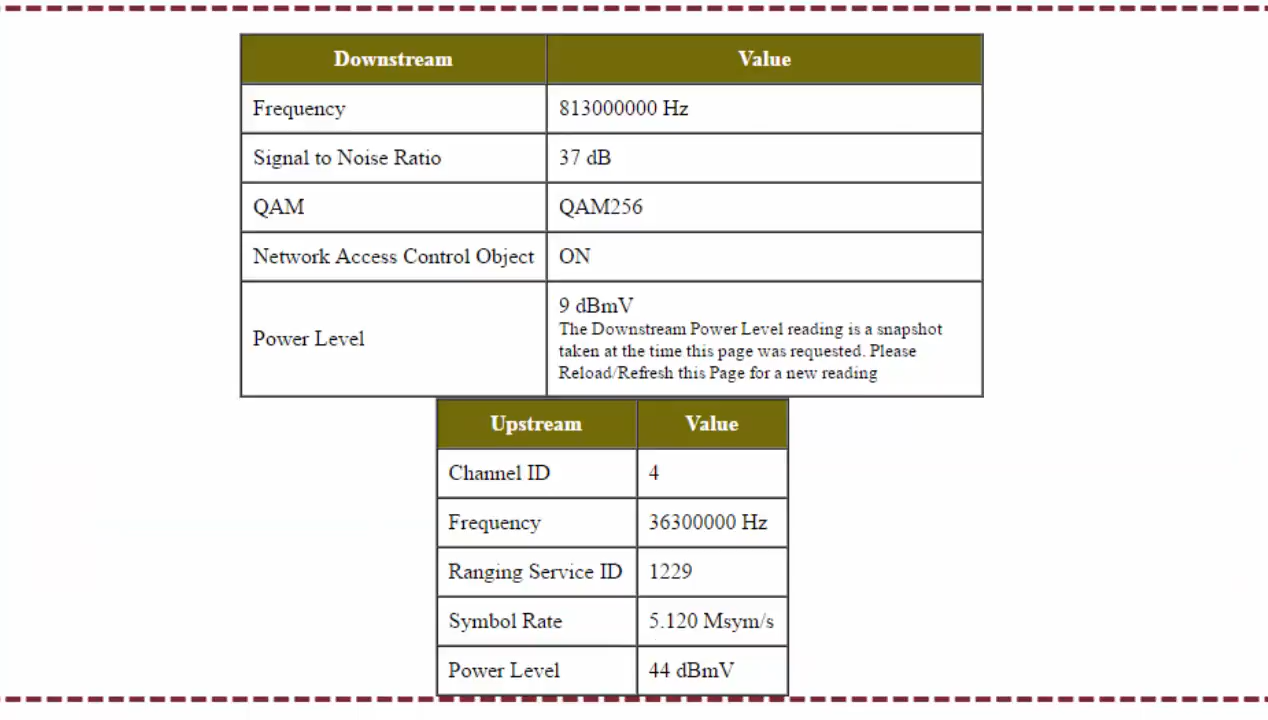 Downstream Value
Frequency 813000000 Hz
Signal to Noise Ratio 37 dB
QAM QAM256
Network Access Control Object ON
Power Level 9 dBmV
The Downstream Power Level reading is a snapshot
taken at the time this page was requested. Please
Reload/Refresh this Page for a new reading
Upstream Value
Channel ID 4
Frequency 36300000 Hz
Ranging Service ID 1229
Symbol Rate 5.120 Msym/s
Power Level 44 dBmV